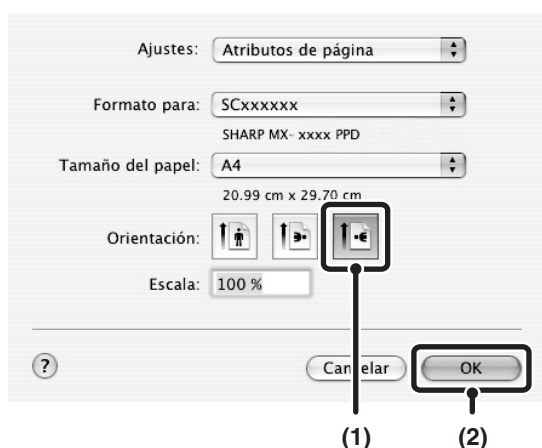 Ajustes: Atributos de página
Formato para: SCxxxxxx
SHARP MX- xxxx PPD
Tamaño del papel: A4
20.99 cm x 29.70 cm
Orientación:
Escala: 100 %
? Cancelar OK
(1) (2)